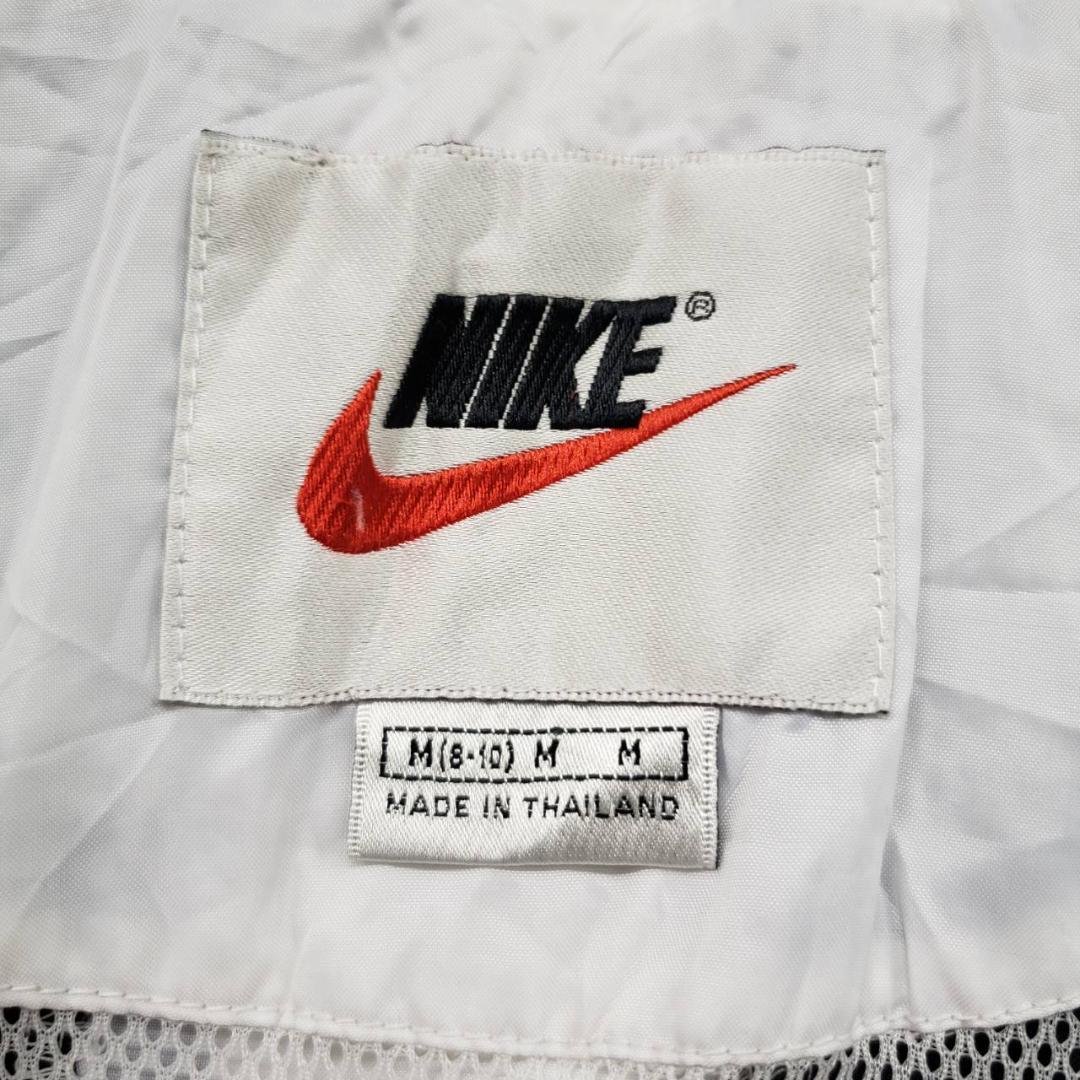 NIKE®
M(8-10) M M
MADE IN THAILAND